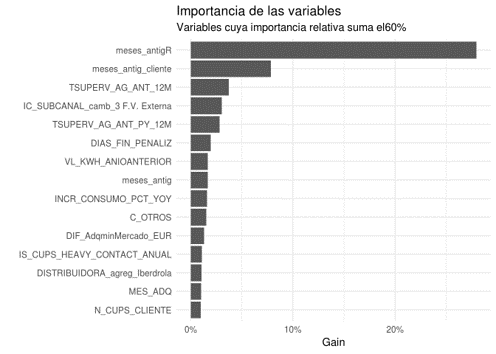 Importancia de las variables
Variables cuya importancia relativa suma el60%
meses_antigR
meses_antig_cliente
TSUPERV_AG_ANT_12M
IC_SUBCANAL_camb_3 F.V. Externa
TSUPERV_AG_ANT_PY_12M
DIAS_FIN_PENALIZ
VL_KWH_ANIOANTERIOR
meses_antig
INCR_CONSUMO_PCT_YOY
C_OTROS
DIF_AdqminMercado_EUR
IS_CUPS_HEAVY_CONTACT_ANUAL
DISTRIBUIDORA_agreg_Iberdrola
MES_ADQ
N_CUPS_CLIENTE
0% 10% 20%
Gain